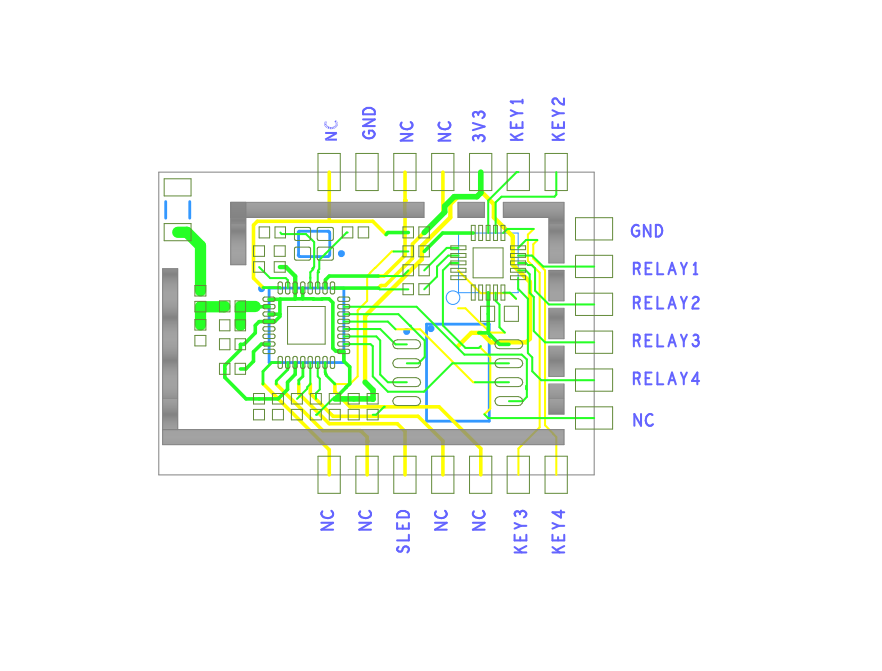 NC
GND
NC
NC
3V3
KEY1
KEY2
GND
RELAY1
RELAY2
RELAY3
RELAY4
NC
NC
NC
SLED
NC
NC
KEY3
KEY4